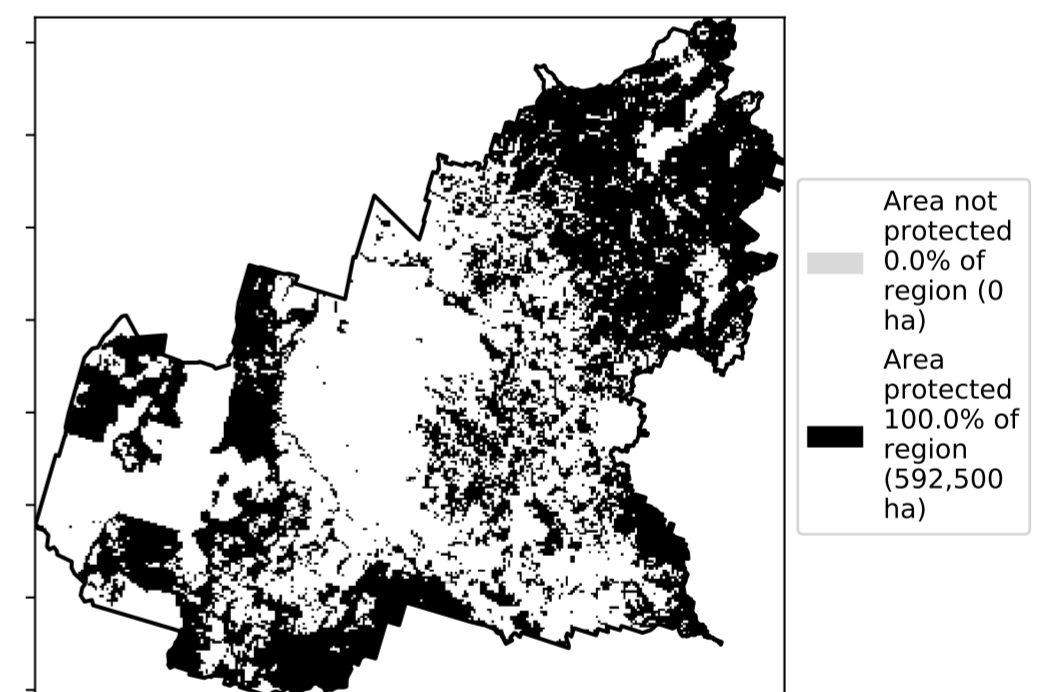 Area not
protected
0.0% of
region (0
ha)
Area
protected
100.0% of
region
(592,500
ha)